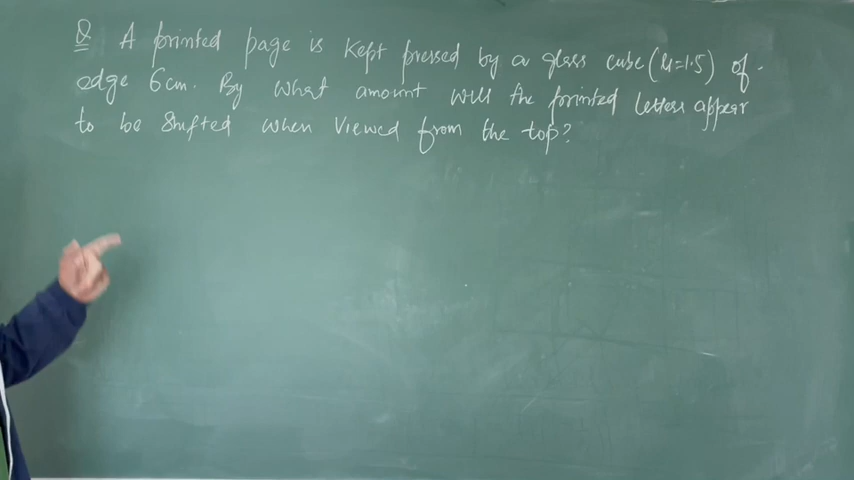 Q A printed page is kept pressed by a glass cube (μ=1.5) of
edge 6cm. By what amount will the printed letters appear
to be shifted when viewed from the top?